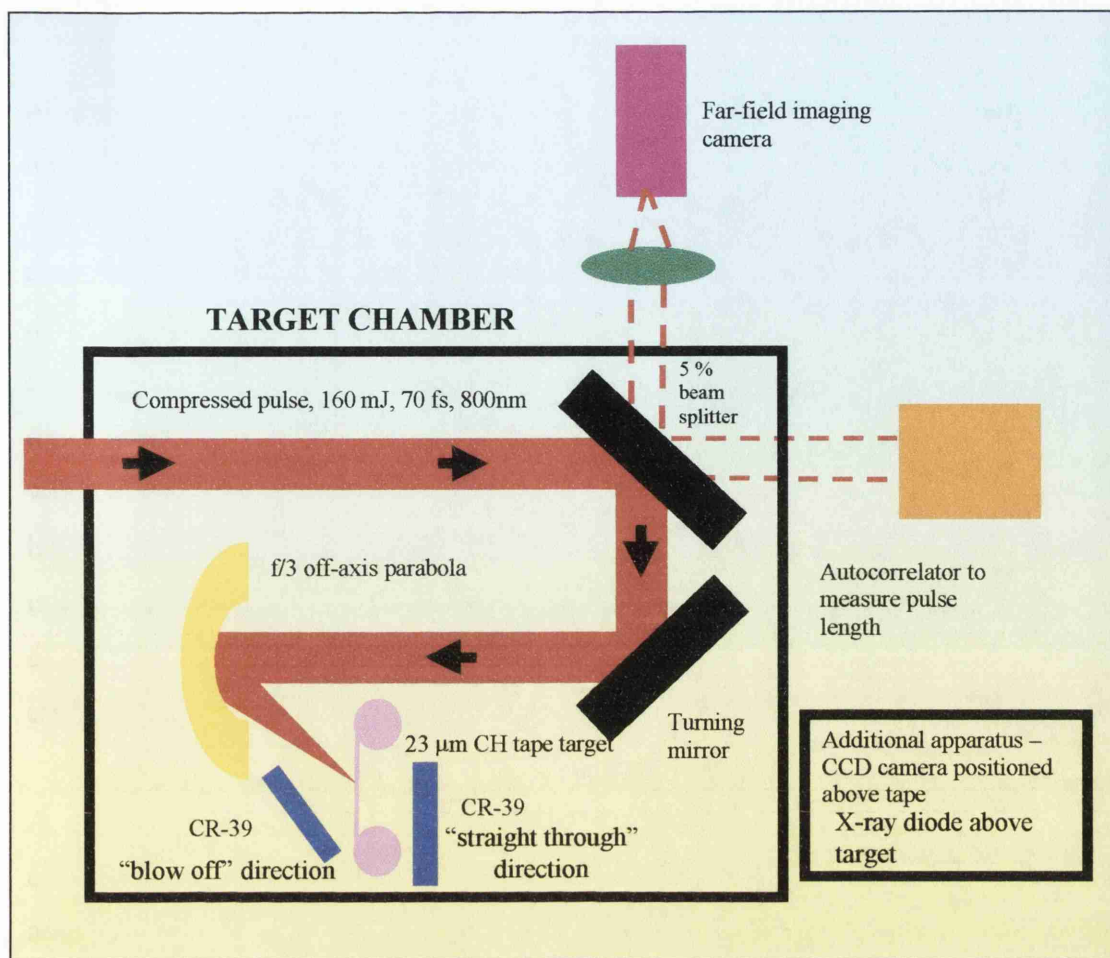 Far-field imaging
camera
TARGET CHAMBER
5 %
beam
splitter
Compressed pulse, 160 mJ, 70 fs, 800nm
f/3 off-axis parabola
Autocorrelator to
measure pulse
length
Turning
mirror
23 μm CH tape target
CR-39
"blow off" direction
CR-39
"straight through"
direction
Additional apparatus –
CCD camera positioned
above tape
X-ray diode above
target